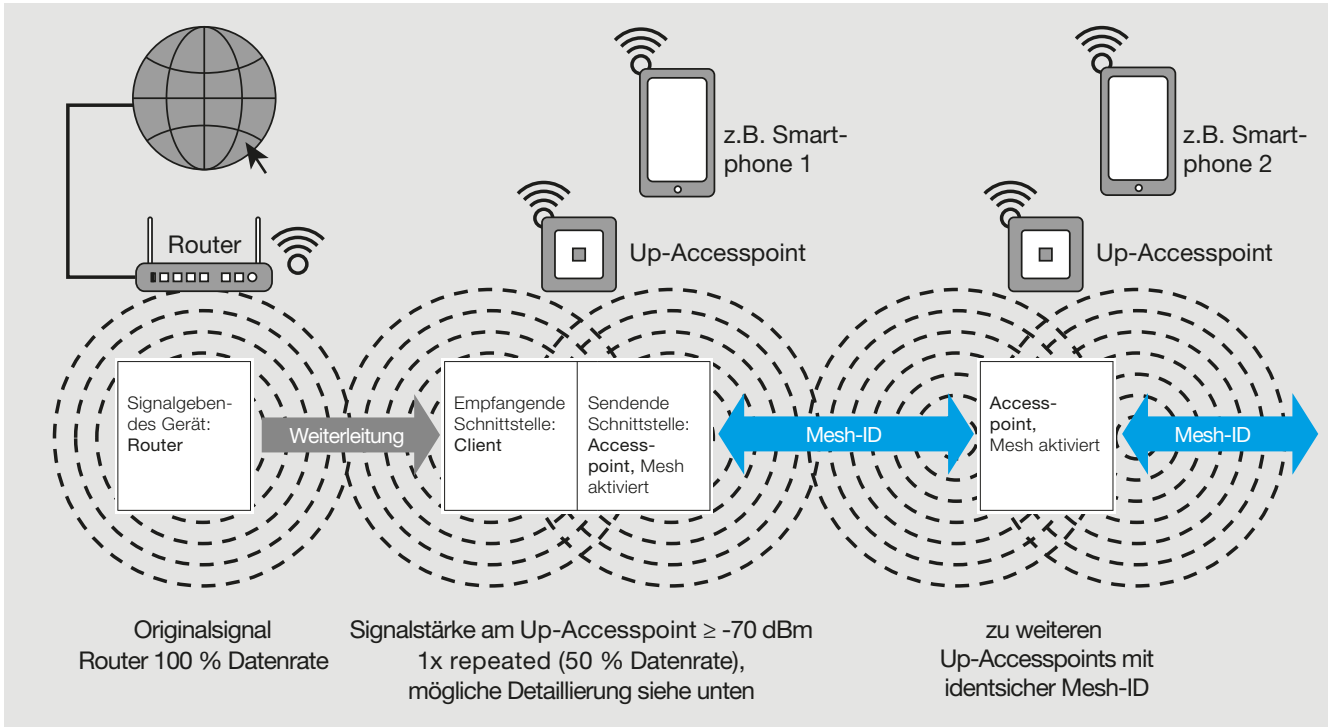 z.B. Smart-
phone 1
z.B. Smart-
phone 2
Router
Up-Accesspoint
Up-Accesspoint
Signalgeben-
des Gerät:
Router
Weiterleitung
Empfangende
Schnittstelle:
Client
Sendende
Schnittstelle:
Access-
point, Mesh
aktiviert
Mesh-ID
Access-
point,
Mesh aktiviert
Mesh-ID
Originalsignal
Router 100 % Datenrate
Signalstärke am Up-Accesspoint ≥ -70 dBm
1x repeated (50 % Datenrate),
mögliche Detaillierung siehe unten
zu weiteren
Up-Accesspoints mit
identsicher Mesh-ID